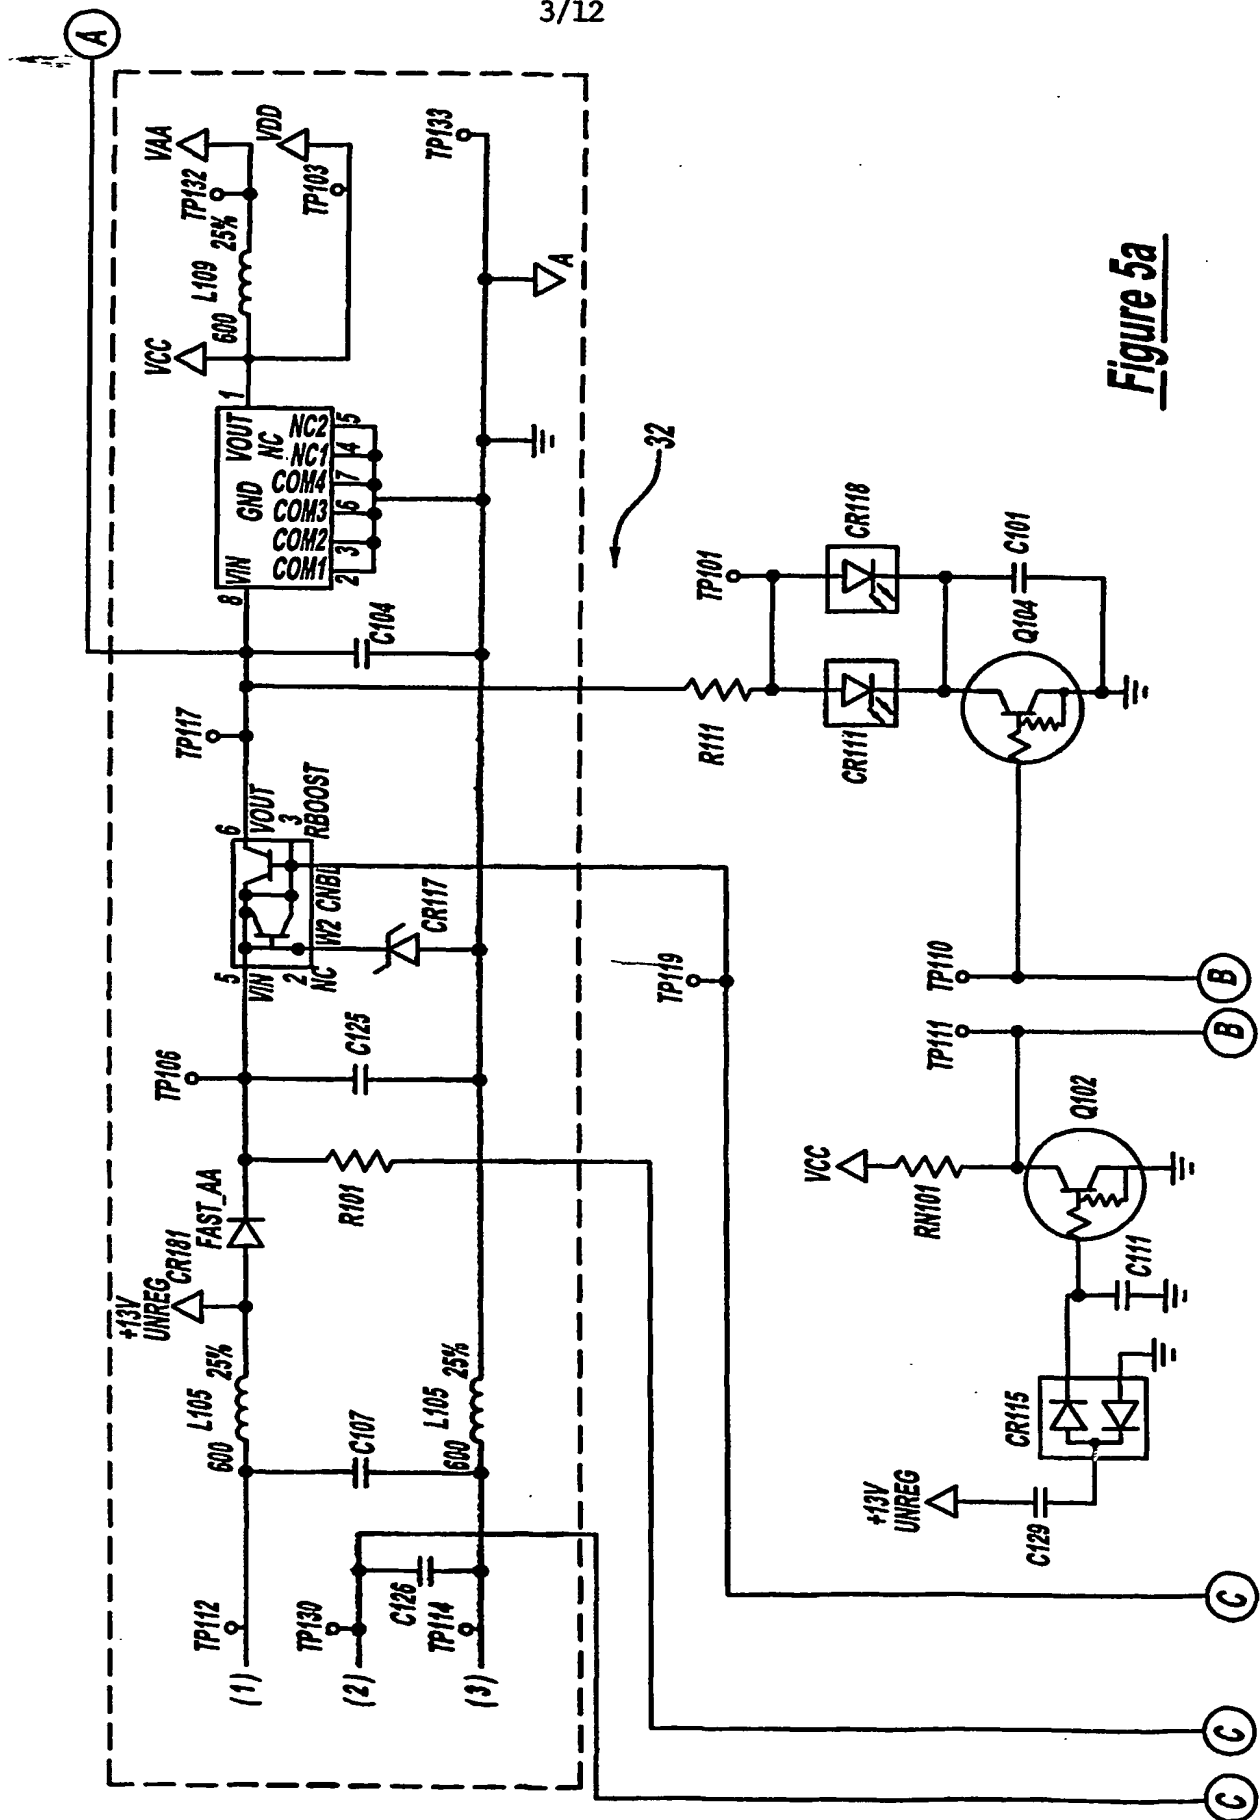 3/12
A
VAA
TP132
VDD
TP103
TP133
L109
25%
600
VCC
1
VOUT
NC
GND
VIN
8
NC2
NC1
COM4
COM3
COM2
COM1
5
4
7
6
3
2
A
C104
32
TP117
6
VOUT
3
RBOOST
W2 CNBL
5
VIN
2
NC
CR117
TP106
C125
FAST_AA
CR181
+13V
UNREG
R101
L105
25%
600
C107
L105
25%
600
TP112
(1)
TP130
(2)
C126
TP114
(3)
TP119
TP101
R111
CR118
CR111
C101
Q104
TP110
B
TP111
B
VCC
RN101
Q102
C111
CR115
+13V
UNREG
C129
C
C
C
Figure 5a